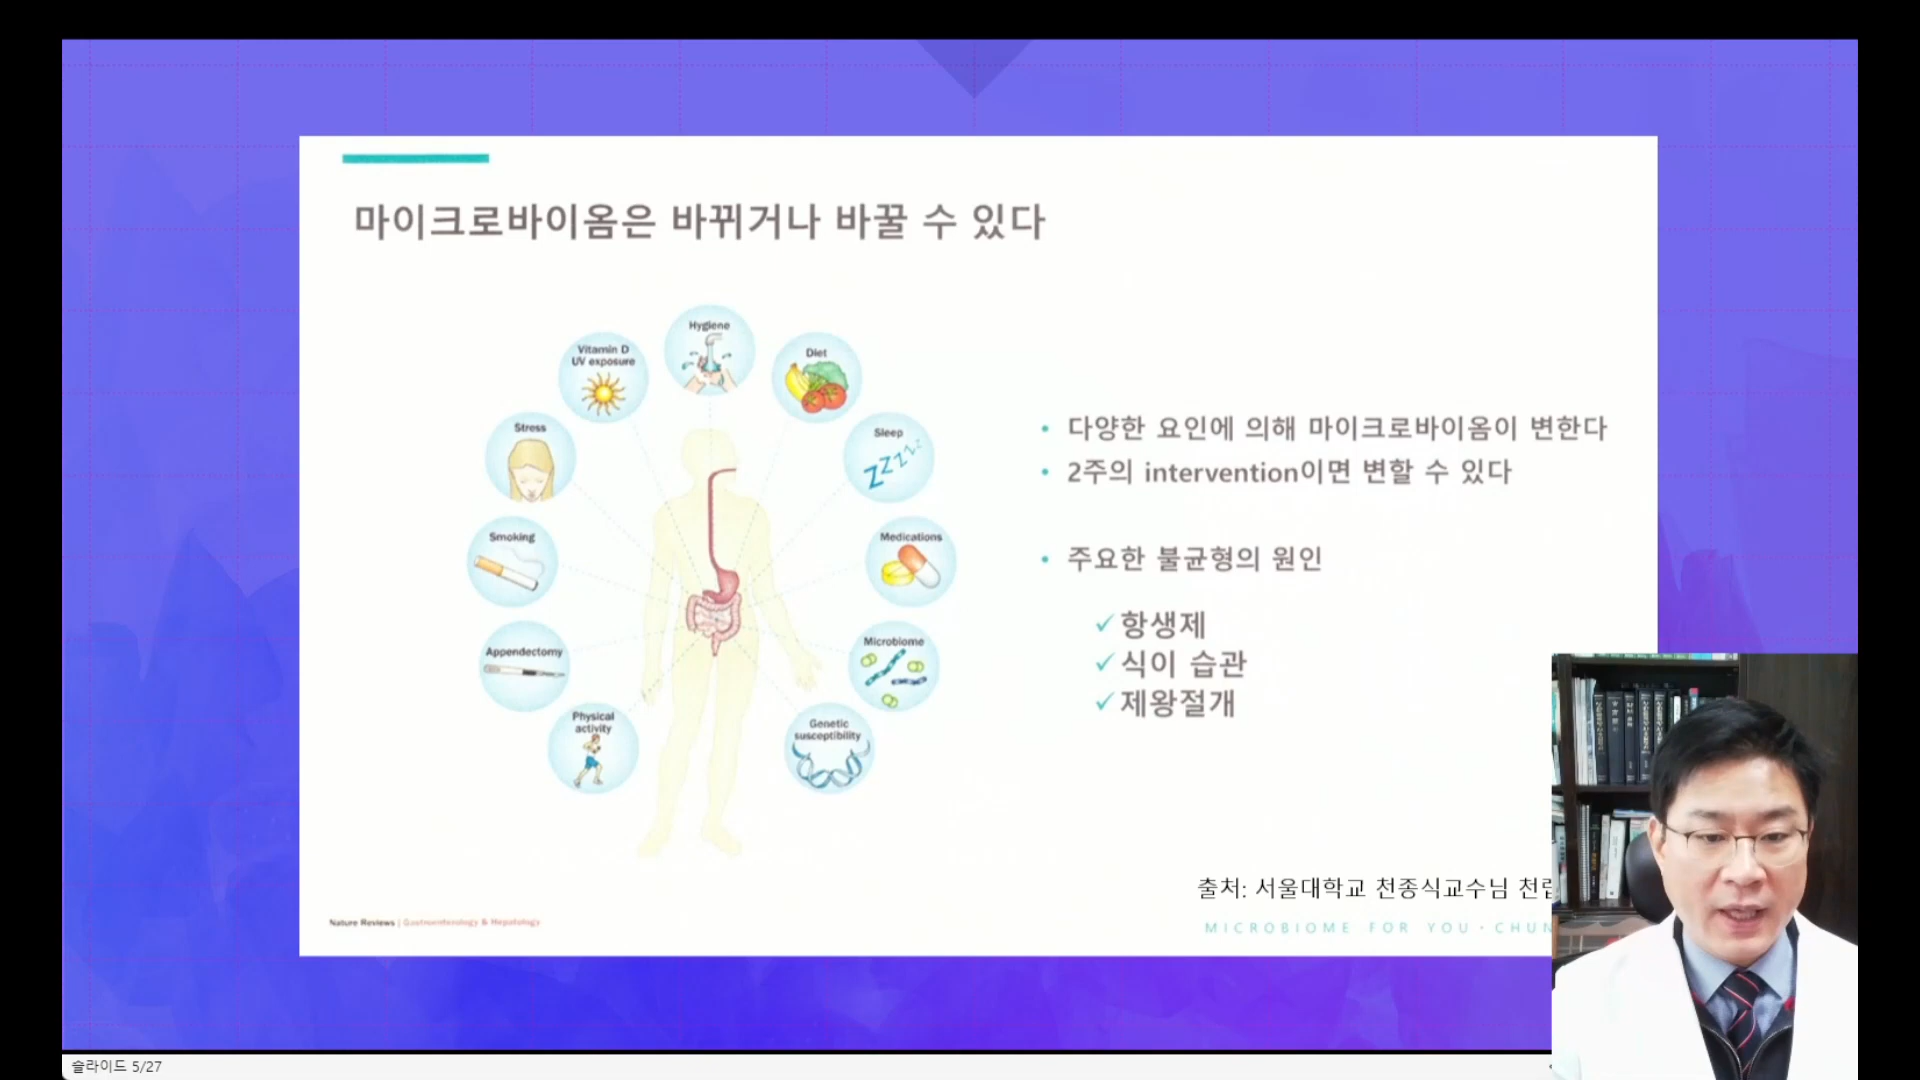 마이크로바이옴은 바뀌거나 바꿀 수 있다
Hygiene
Vitamin D
UV exposure
Diet
Stress
Sleep
Smoking
Medications
Appendectomy
Microbiome
Physical
activity
Genetic
susceptibility
• 다양한 요인에 의해 마이크로바이옴이 변한다
• 2주의 intervention이면 변할 수 있다
• 주요한 불균형의 원인
✓ 항생제
✓ 식이 습관
✓ 제왕절개
출처: 서울대학교 천종식교수님 천랩
Nature Reviews | Gastroenterology & Hepatology
MICROBIOME FOR YOU · CHUN
슬라이드 5/27